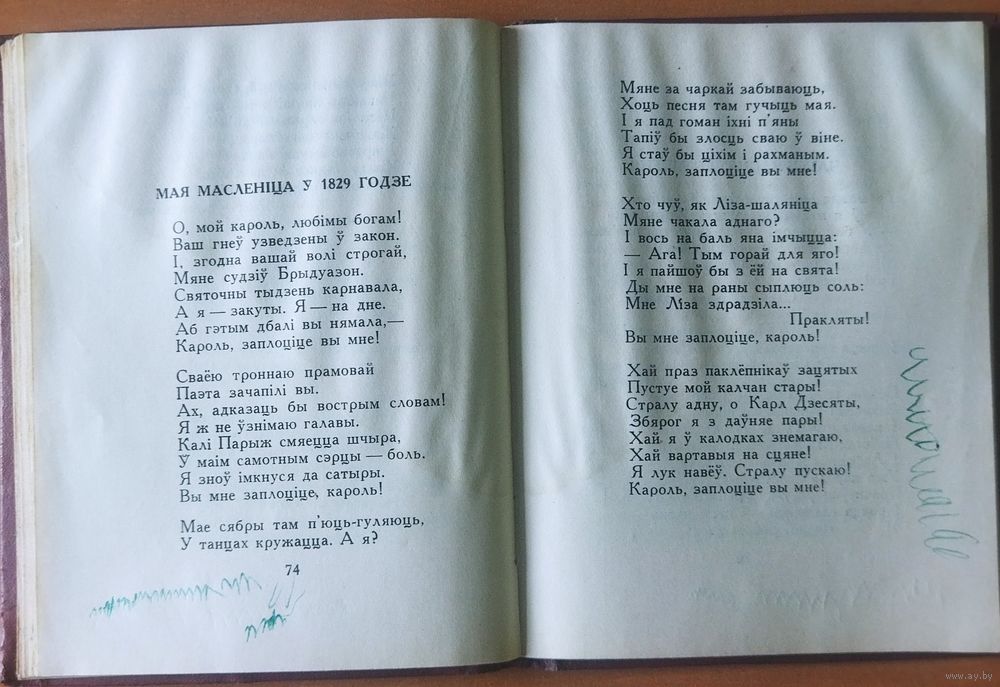 МАЯ МАСЛЕНІЦА У 1829 ГОДЗЕ
О, мой кароль, любімы богам!
Ваш гнеў узведзены ў закон.
І, згодна вашай волі строгай,
Мяне судзіў Брыдуазон.
Святочны тыдзень карнавала,
А я — закуты. Я — на дне.
Аб гэтым дбалі вы нямала,—
Кароль, заплоціце вы мне!
Сваёю троннаю прамовай
Паэта зачапілі вы.
Ах, адказаць бы вострым словам!
Я ж не ўзнімаю галавы.
Калі Парыж смяецца шчыра,
Ў маім самотным сэрцы — боль.
Я зноў імкнуся да сатыры.
Вы мне заплоціце, кароль!
Мае сябры там п'юць-гуляюць,
У танцах кружацца. А я?
74
Мяне за чаркай забываюць,
Хоць песня там гучыць мая.
І я пад гоман іхні п'яны
Тапіў бы злосць сваю ў віне.
Я стаў бы ціхім і рахманым.
Кароль, заплоціце вы мне!
Хто чуў, як Ліза-шаляніца
Мяне чакала аднаго?
І вось на баль яна імчыцца:
— Ага! Тым горай для яго!
І я пайшоў бы з ёй на свята!
Ды мне на раны сыплюць соль:
Мне Ліза здрадзіла...
Пракляты!
Вы мне заплоціце, кароль!
Хай праз паклёпнікаў зацятых
Пустуе мой калчан стары!
Стралу адну, о Карл Дзесяты,
Збярог я з даўняе пары!
Хай я ў калодках знемагаю,
Хай вартавыя на сцяне!
Я лук навёў. Стралу пускаю!
Кароль, заплоціце вы мне!
www.ay.by